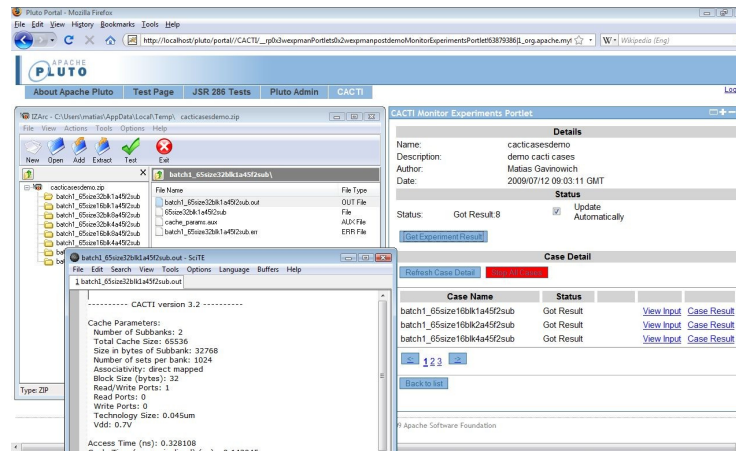 Pluto Portal - Mozilla Firefox
File Edit View History Bookmarks Tools Help
http://localhost/pluto/portal//CACTI/
Wikipedia (Eng)
APACHE
PLUTO
About Apache Pluto Test Page JSR 286 Tests Pluto Admin CACTI
IZArc - C:\Users\matias\AppData\Local\Temp\ cacticasesdemo.zip
File View Actions Tools Options Help
New Open Add Extract Test Exit
batch1_65size32blk1a45f2sub\
cacticasesdemo.zip
batch1_65size32blk1a45f2sub
batch1_65size16blk1a45f2sub
batch1_65size32blk2a45f2sub
batch1_65size16blk8a45f2sub
batch1_65size32blk8a45f2sub
batch1_65size16blk4a45f2sub
File Name File Type
batch1_65size32blk1a45f2sub.out OUT File
65size32blk1a45f2sub File
cache_params.aux AUX File
batch1_65size32blk1a45f2sub.err ERR File
Type: ZIP
batch1_65size32blk1a45f2sub.out - SciTE
File Edit Search View Tools Options Language Buffers Help
1 batch1_65size32blk1a45f2sub.out
---------- CACTI version 3.2 ----------
Cache Parameters:
Number of Subbanks: 2
Total Cache Size: 65536
Size in bytes of Subbank: 32768
Number of sets per bank: 1024
Associativity: direct mapped
Block Size (bytes): 32
Read/Write Ports: 1
Read Ports: 0
Write Ports: 0
Technology Size: 0.045um
Vdd: 0.7V
Access Time (ns): 0.328108
CACTI Monitor Experiments Portlet
Details
Name: cacticasesdemo
Description: demo cacti cases
Author: Matias Gavinowich
Date: 2009/07/12 09:03:11 GMT
Status
Status: Got Result:8 Update Automatically
Get Experiment Result
Case Detail
Refresh Case Detail
Case Name Status
batch1_65size16blk1a45f2sub Got Result View Input Case Result
batch1_65size16blk2a45f2sub Got Result View Input Case Result
batch1_65size16blk4a45f2sub Got Result View Input Case Result
1 2 3
Back to list
9 Apache Software Foundation